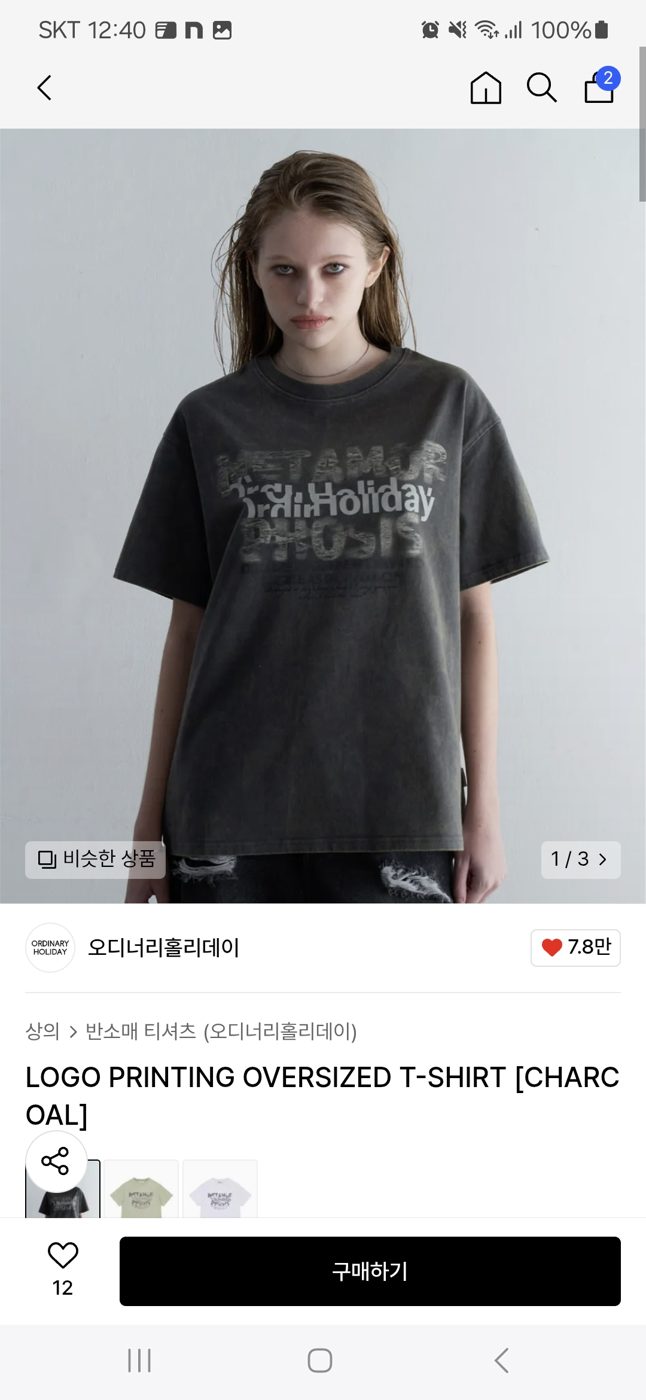 SKT 12:40
100%
2
METAMOR
Holiday
PHOSIS
비슷한 상품
1 / 3
ORDINARY
HOLIDAY
오디너리홀리데이
7.8만
상의 > 반소매 티셔츠 (오디너리홀리데이)
LOGO PRINTING OVERSIZED T-SHIRT [CHARC
OAL]
12
구매하기